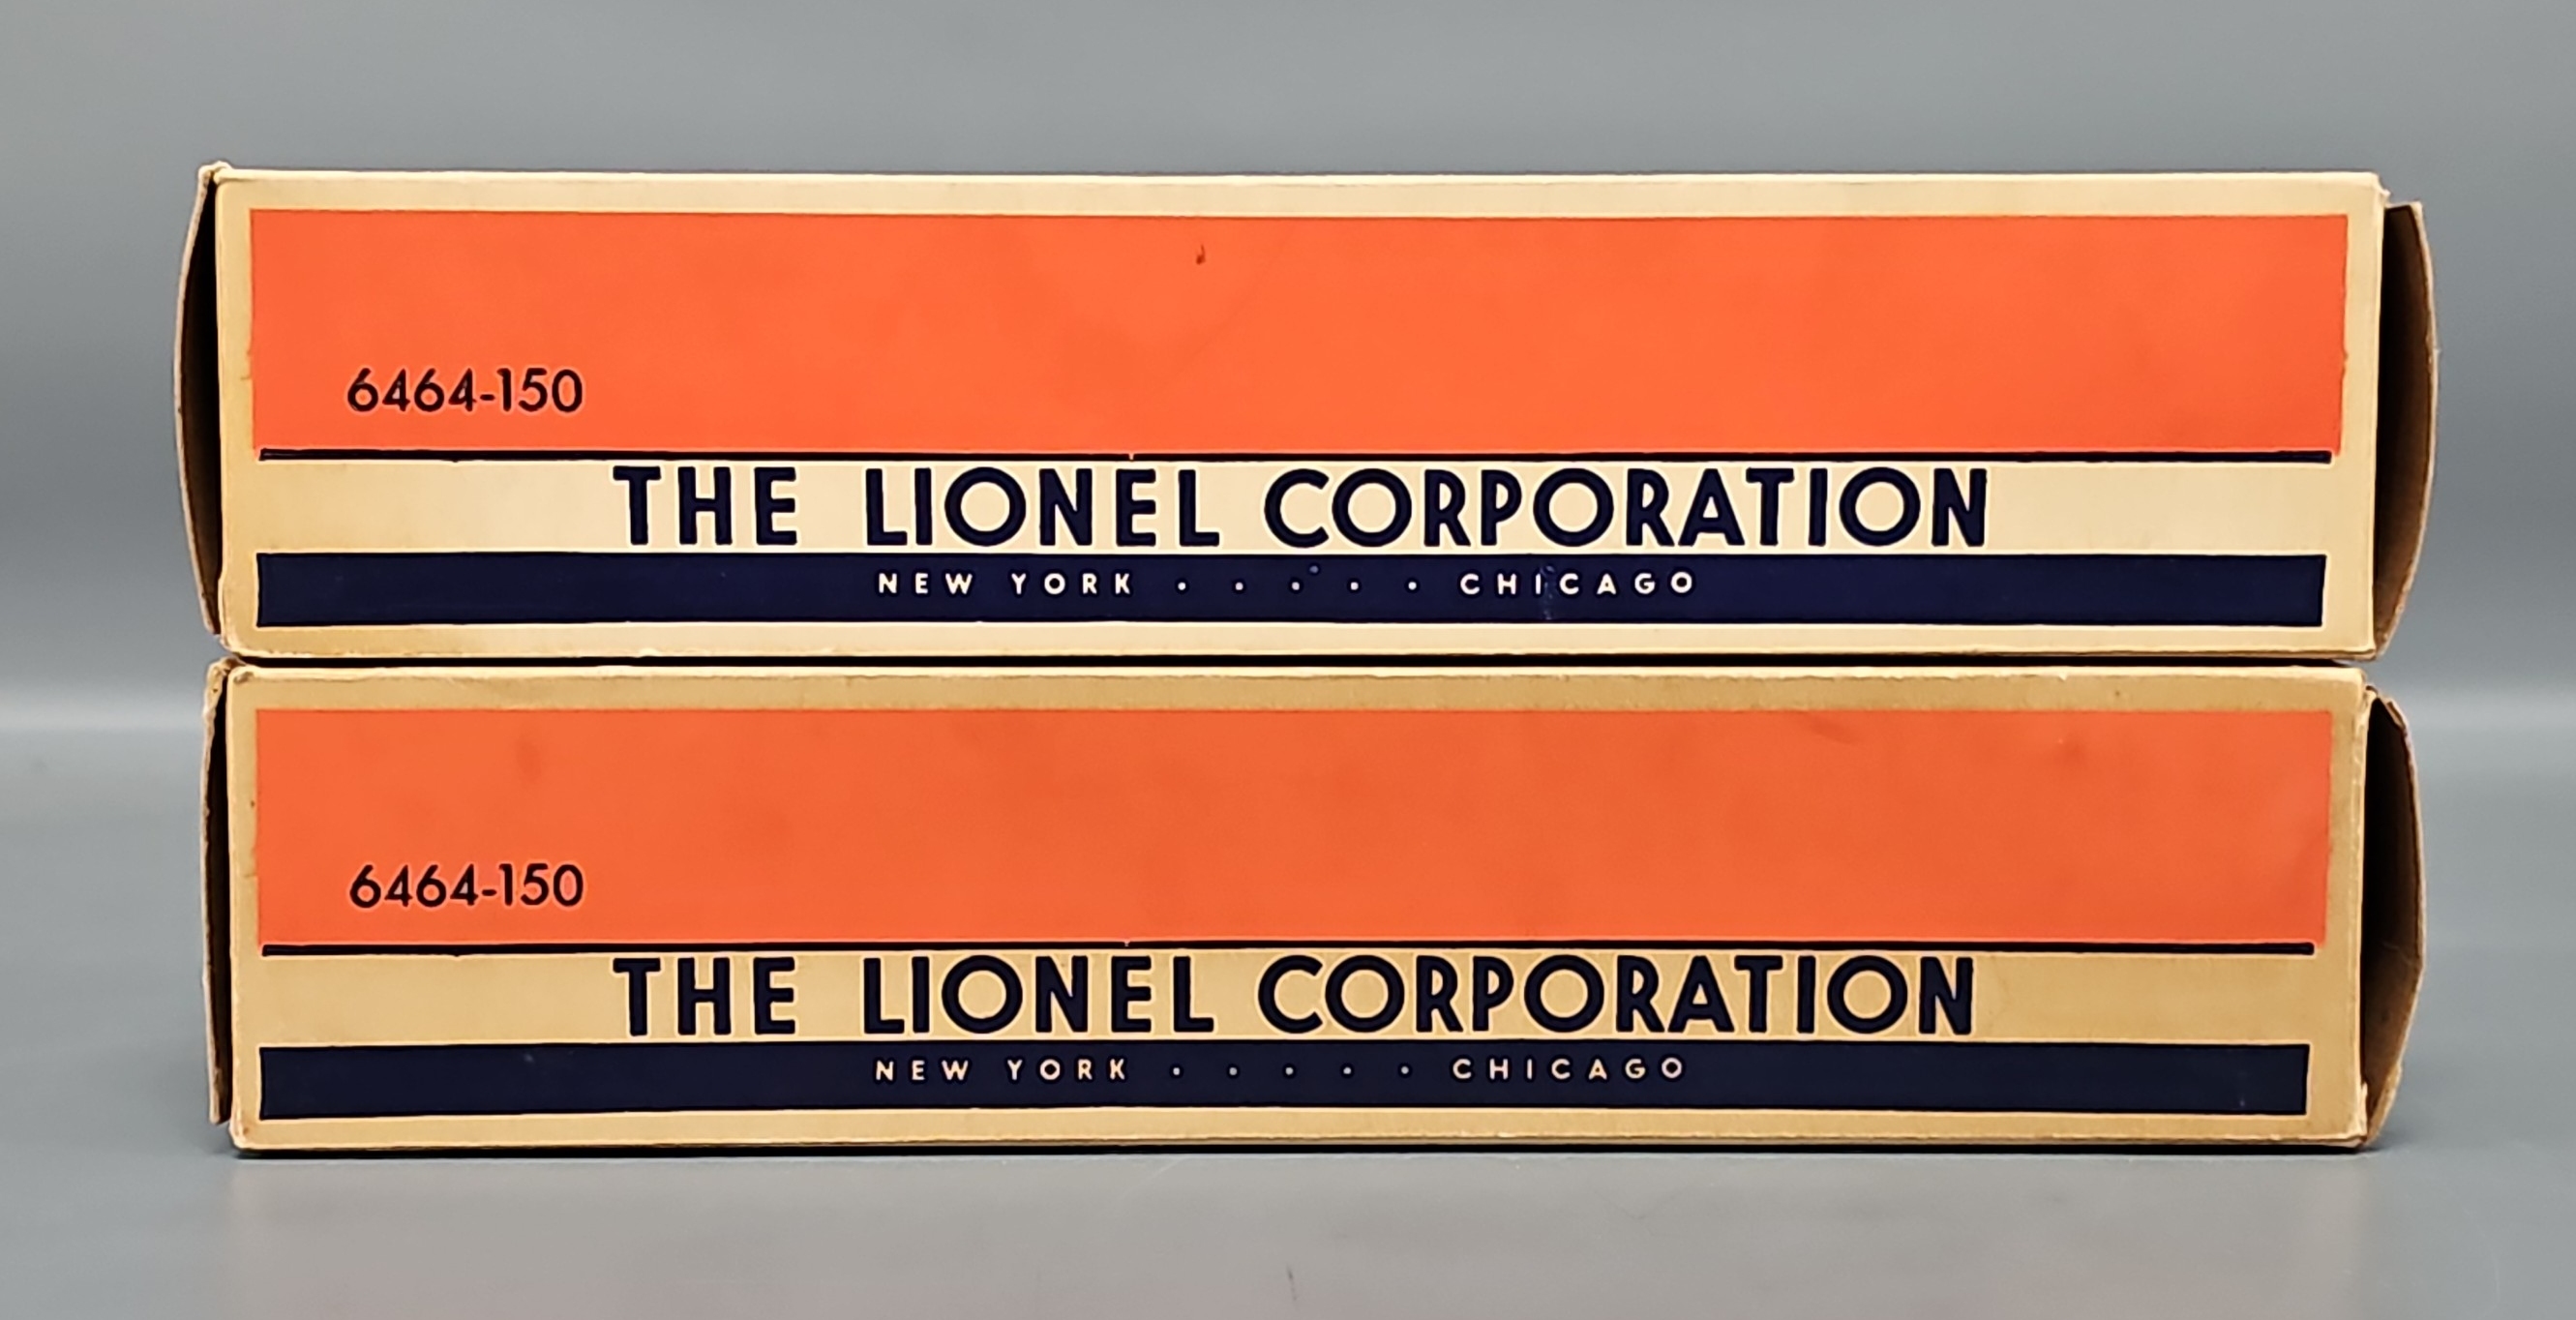 6464-150
THE LIONEL CORPORATION
NEW YORK . . . . . CHICAGO
6464-150
THE LIONEL CORPORATION
NEW YORK . . . . . CHICAGO